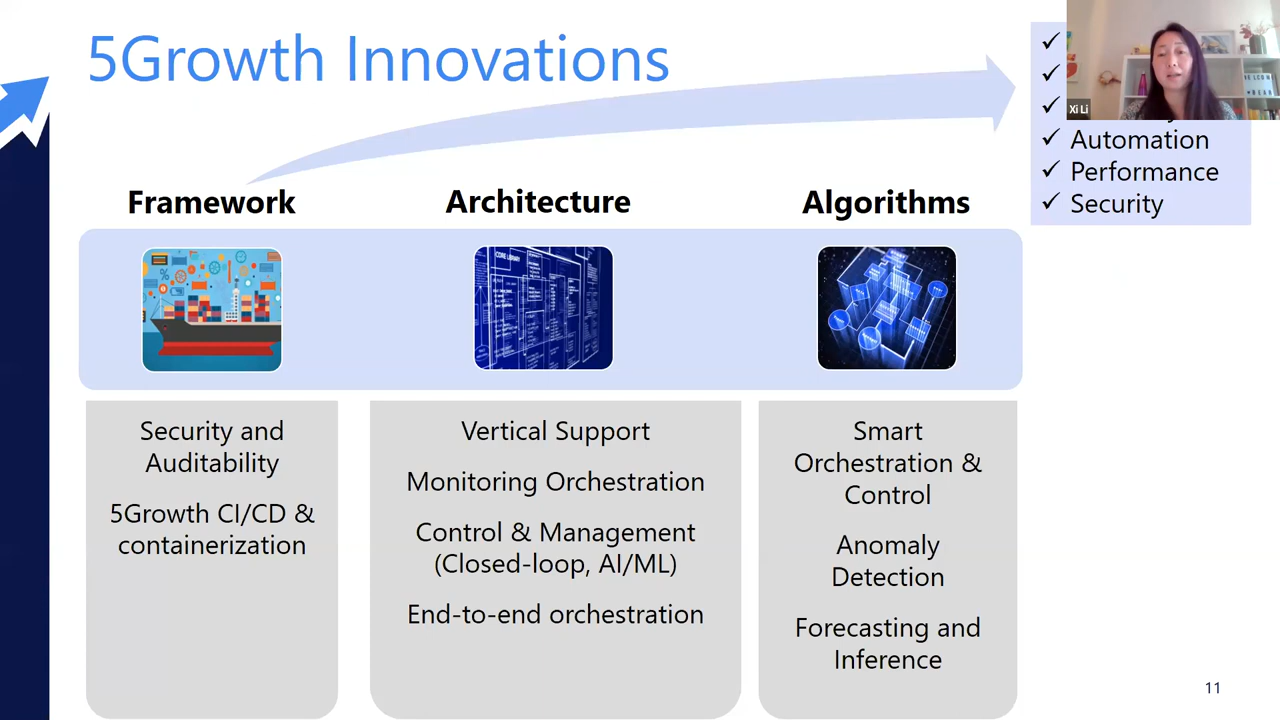 5Growth Innovations
✓
✓
✓
✓ Automation
✓ Performance
✓ Security
Xi Li
Framework
Architecture
Algorithms
CORE LIBRARY
Security and
Auditability
5Growth CI/CD &
containerization
Vertical Support
Monitoring Orchestration
Control & Management
(Closed-loop, AI/ML)
End-to-end orchestration
Smart
Orchestration &
Control
Anomaly
Detection
Forecasting and
Inference
11